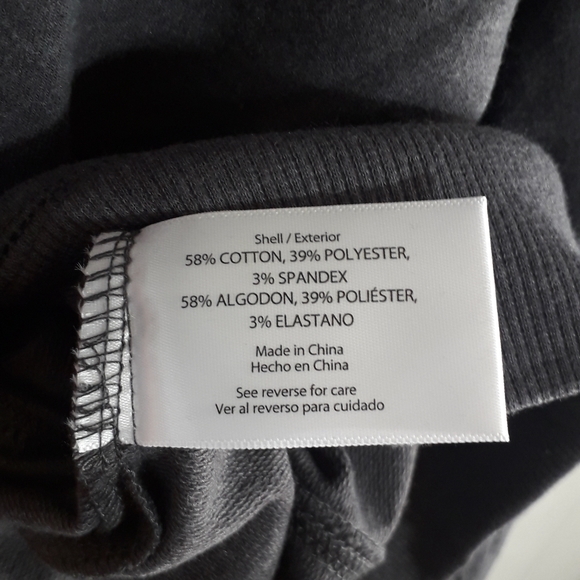 Shell / Exterior
58% COTTON, 39% POLYESTER,
3% SPANDEX
58% ALGODON, 39% POLIÉSTER,
3% ELASTANO
Made in China
Hecho en China
See reverse for care
Ver al reverso para cuidado